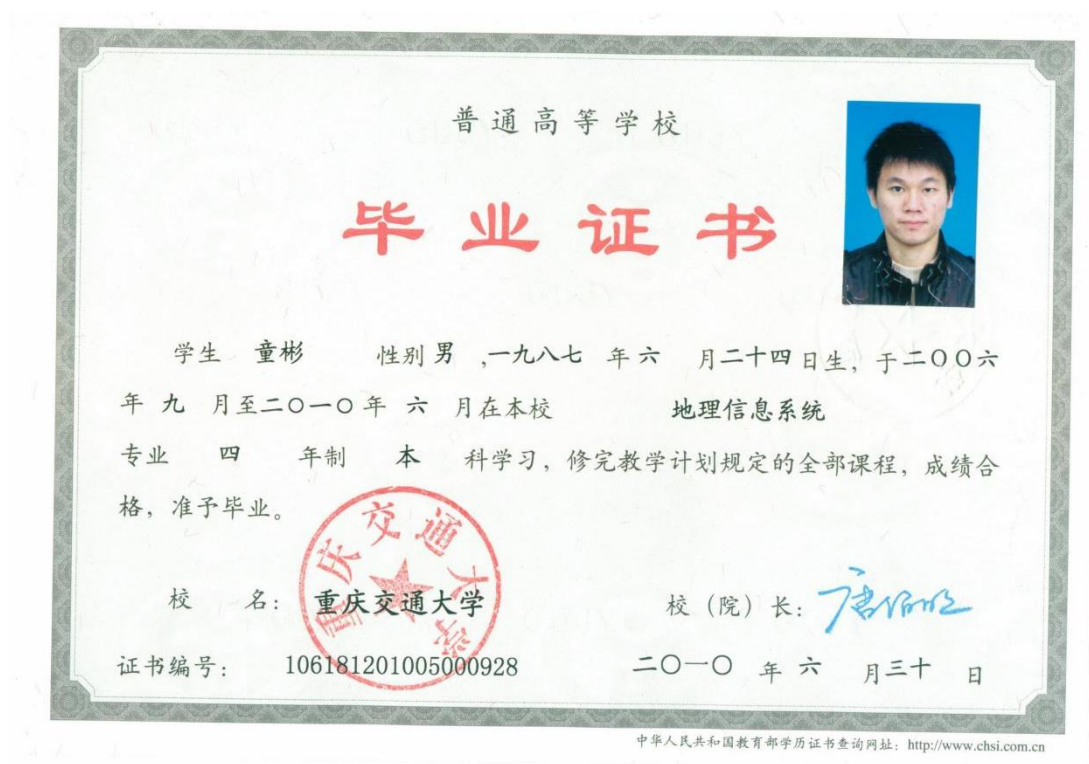 普通高等学校
毕业证书
学生 童彬 性别 男 ,一九八七 年 六 月 二十四 日生，于 二〇〇六
年 九 月至 二〇一〇 年 六 月在本校 地理信息系统
专业 四 年制 本 科学习，修完教学计划规定的全部课程，成绩合
格，准予毕业。
重庆交通大学
校 名： 重庆交通大学 校（院）长：
证书编号： 106181201005000928 二〇一〇 年 六 月 三十 日
中华人民共和国教育部学历证书查询网址：http://www.chsi.com.cn